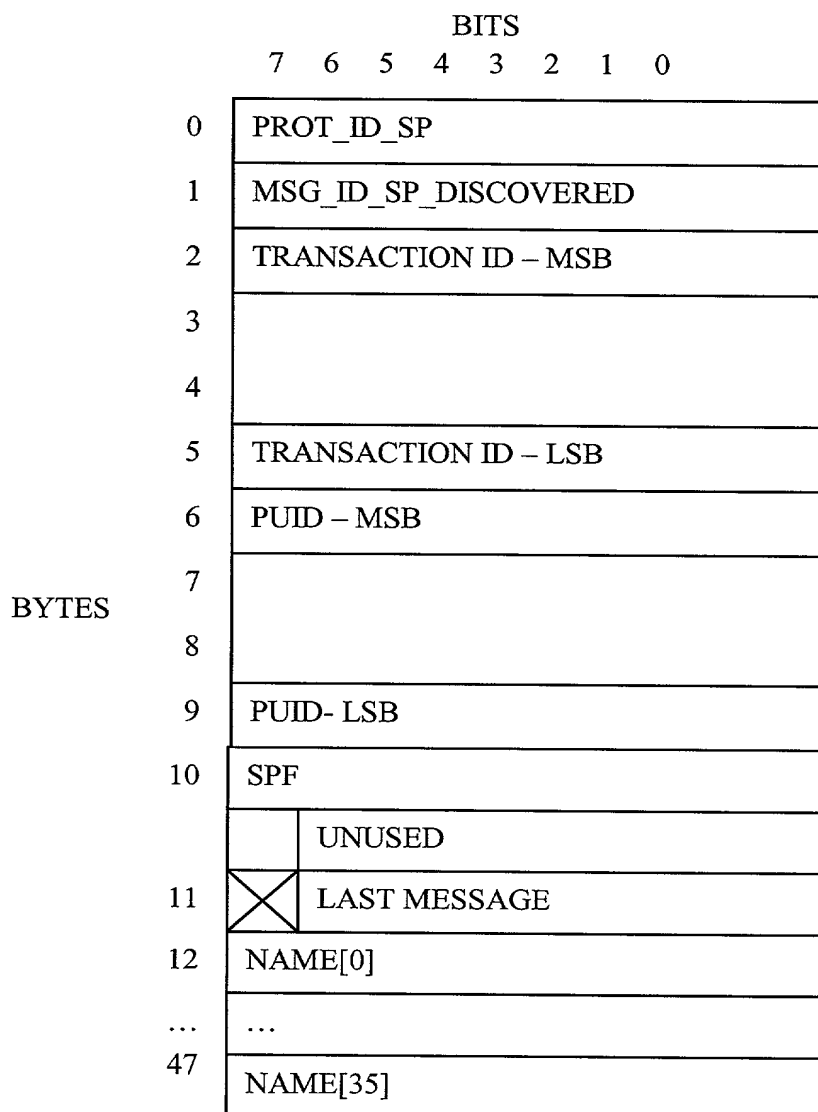 BITS
7 6 5 4 3 2 1 0
0 PROT_ID_SP
1 MSG_ID_SP_DISCOVERED
2 TRANSACTION ID – MSB
3
4
5 TRANSACTION ID – LSB
6 PUID – MSB
7
BYTES
8
9 PUID- LSB
10 SPF
UNUSED
11 LAST MESSAGE
12 NAME[0]
... ...
47 NAME[35]